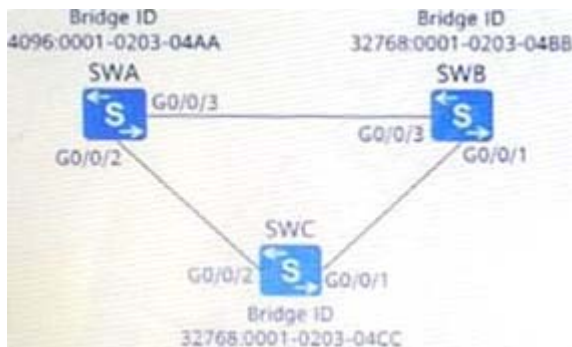 Bridge ID
4096:0001-0203-04AA
Bridge ID
32768:0001-0203-04BB
SWA
SWB
G0/0/3
S
S
G0/0/3
G0/0/2
G0/0/1
SWC
G0/0/2
S
G0/0/1
Bridge ID
32768:0001-0203-04CC